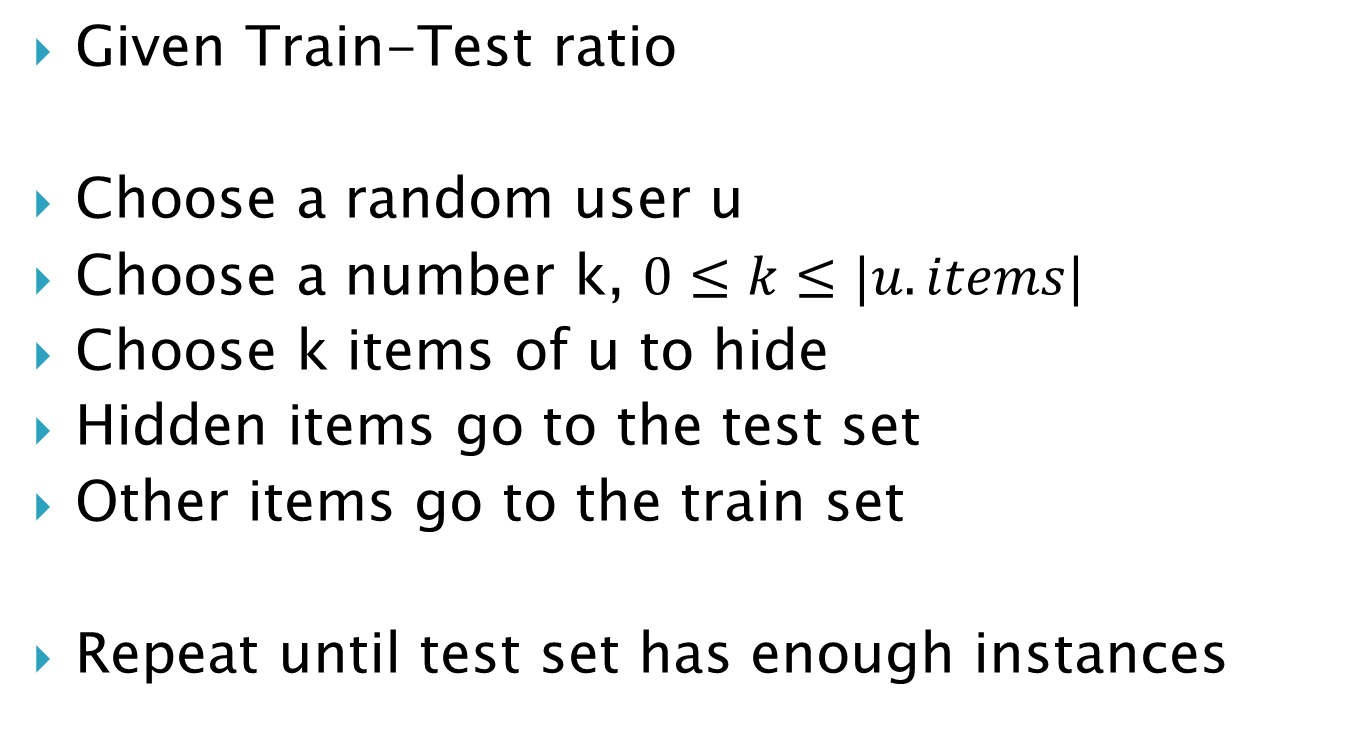 Given Train-Test ratio
Choose a random user u
Choose a number k, 0 ≤ k ≤ |u.items|
Choose k items of u to hide
Hidden items go to the test set
Other items go to the train set
Repeat until test set has enough instances